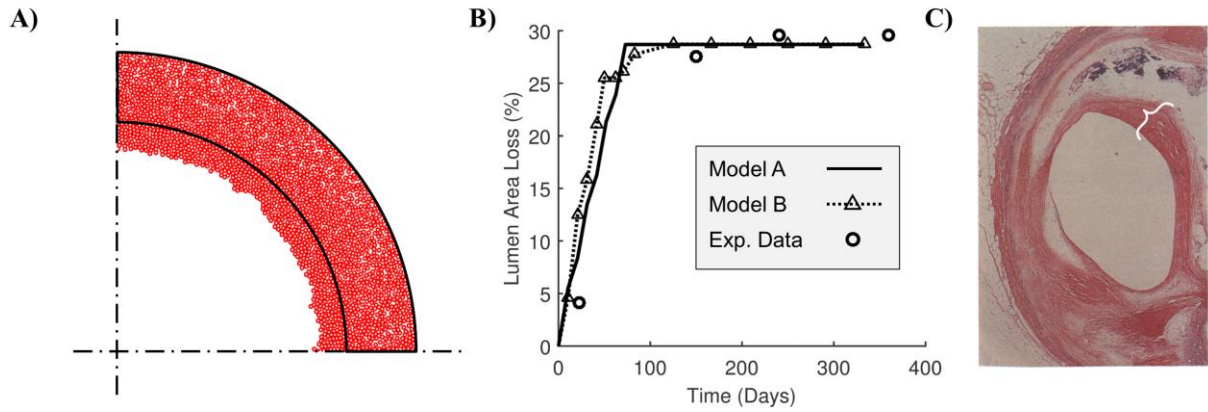 A)
B)
C)
Lumen Area Loss (%)
30
25
20
15
10
5
0
Model A
Model B
Exp. Data
0 100 200 300 400
Time (Days)